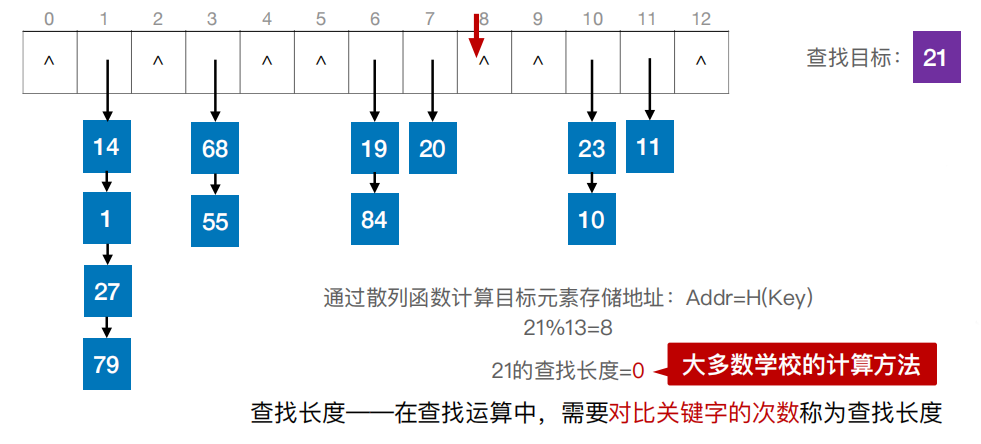 0 1 2 3 4 5 6 7 8 9 10 11 12
^ ^ ^ ^ ^ ^ ^
查找目标： 21
14 68 19 20 23 11
1 55 84 10
27
79
通过散列函数计算目标元素存储地址：Addr=H(Key)
21%13=8
21的查找长度=0 大多数学校的计算方法
查找长度——在查找运算中，需要对比关键字的次数称为查找长度